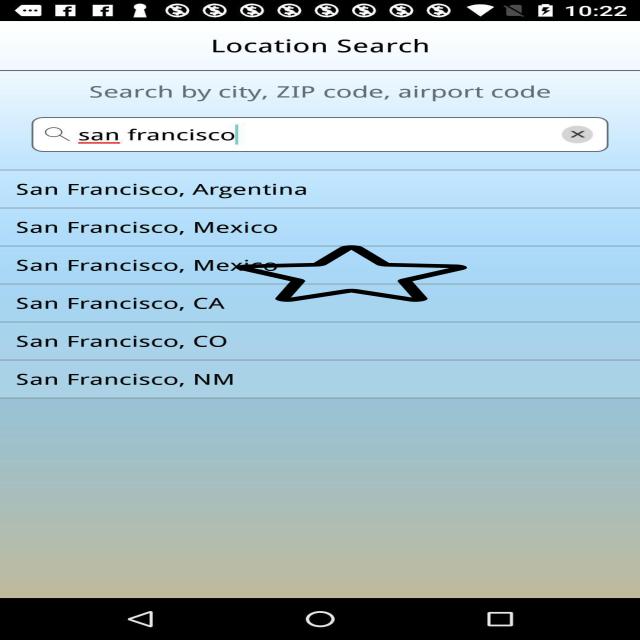 10:22
Location Search
Search by city, ZIP code, airport code
san francisco
San Francisco, Argentina
San Francisco, Mexico
San Francisco, Mexico
San Francisco, CA
San Francisco, CO
San Francisco, NM